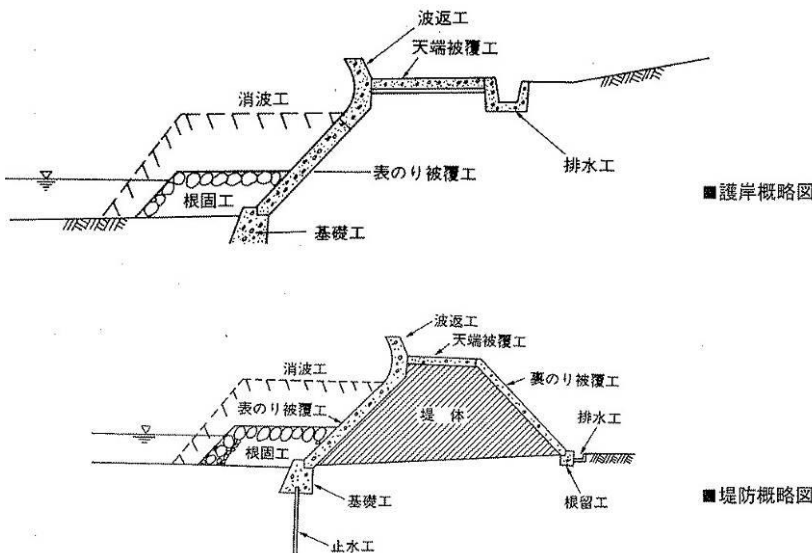 波返工
天端被覆工
消波工
排水工
表のり被覆工
根固工
基礎工
■護岸概略図
波返工
天端被覆工
消波工
裏のり被覆工
表のり被覆工
堤 体
排水工
根固工
基礎工
根留工
■堤防概略図
止水工